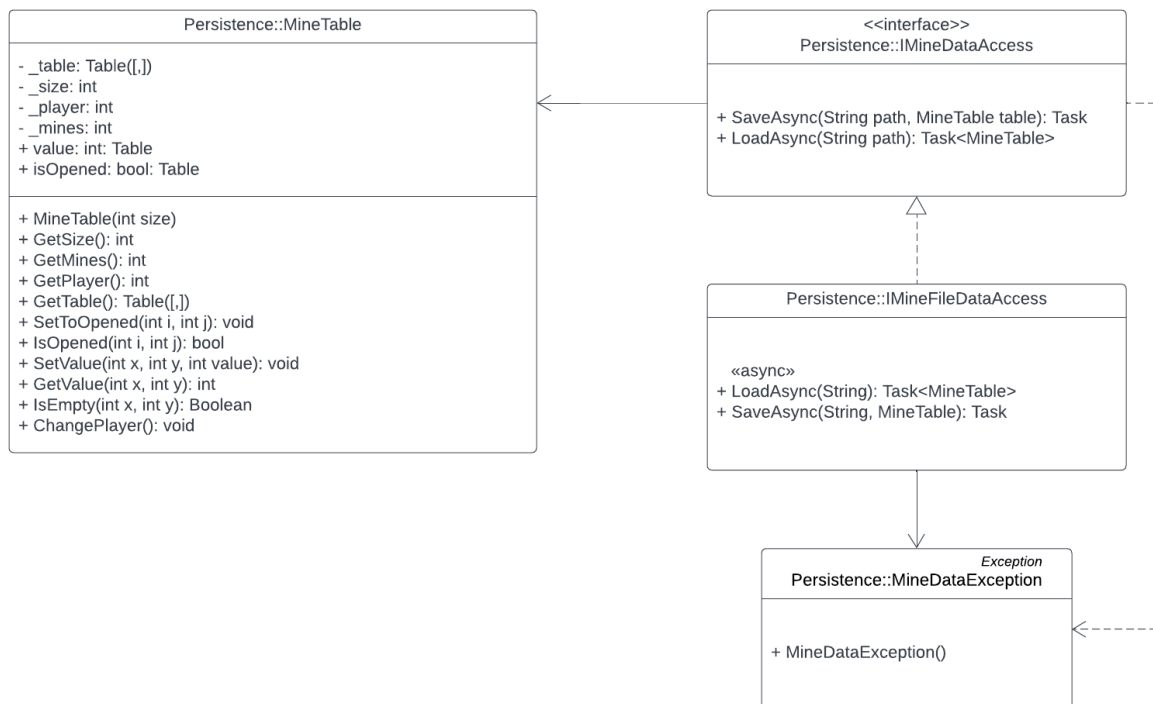 Persistence::MineTable
- _table: Table([,])
- _size: int
- _player: int
- _mines: int
+ value: int: Table
+ isOpened: bool: Table
+ MineTable(int size)
+ GetSize(): int
+ GetMines(): int
+ GetPlayer(): int
+ GetTable(): Table([,])
+ SetToOpened(int i, int j): void
+ IsOpened(int i, int j): bool
+ SetValue(int x, int y, int value): void
+ GetValue(int x, int y): int
+ IsEmpty(int x, int y): Boolean
+ ChangePlayer(): void
<<interface>>
Persistence::IMineDataAccess
+ SaveAsync(String path, MineTable table): Task
+ LoadAsync(String path): Task<MineTable>
Persistence::IMineFileDataAccess
«async»
+ LoadAsync(String): Task<MineTable>
+ SaveAsync(String, MineTable): Task
Exception
Persistence::MineDataException
+ MineDataException()